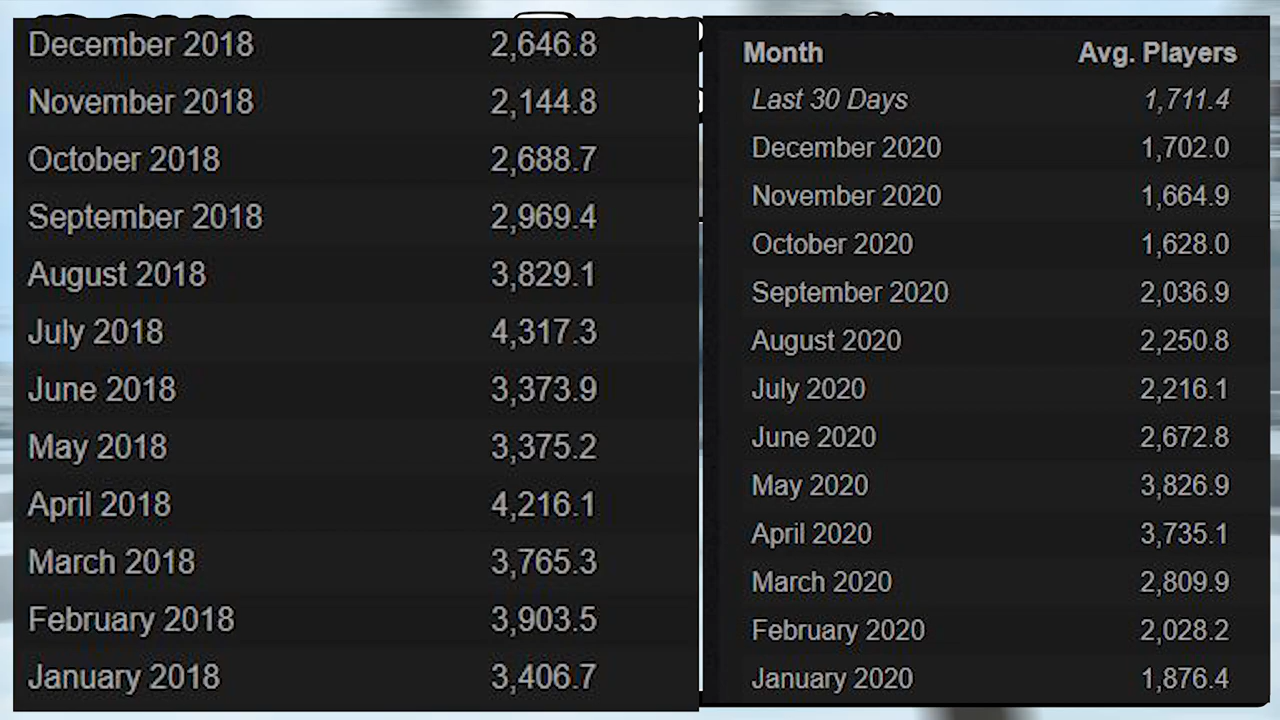 December 2018 2,646.8
November 2018 2,144.8
October 2018 2,688.7
September 2018 2,969.4
August 2018 3,829.1
July 2018 4,317.3
June 2018 3,373.9
May 2018 3,375.2
April 2018 4,216.1
March 2018 3,765.3
February 2018 3,903.5
January 2018 3,406.7
Month Avg. Players
Last 30 Days 1,711.4
December 2020 1,702.0
November 2020 1,664.9
October 2020 1,628.0
September 2020 2,036.9
August 2020 2,250.8
July 2020 2,216.1
June 2020 2,672.8
May 2020 3,826.9
April 2020 3,735.1
March 2020 2,809.9
February 2020 2,028.2
January 2020 1,876.4